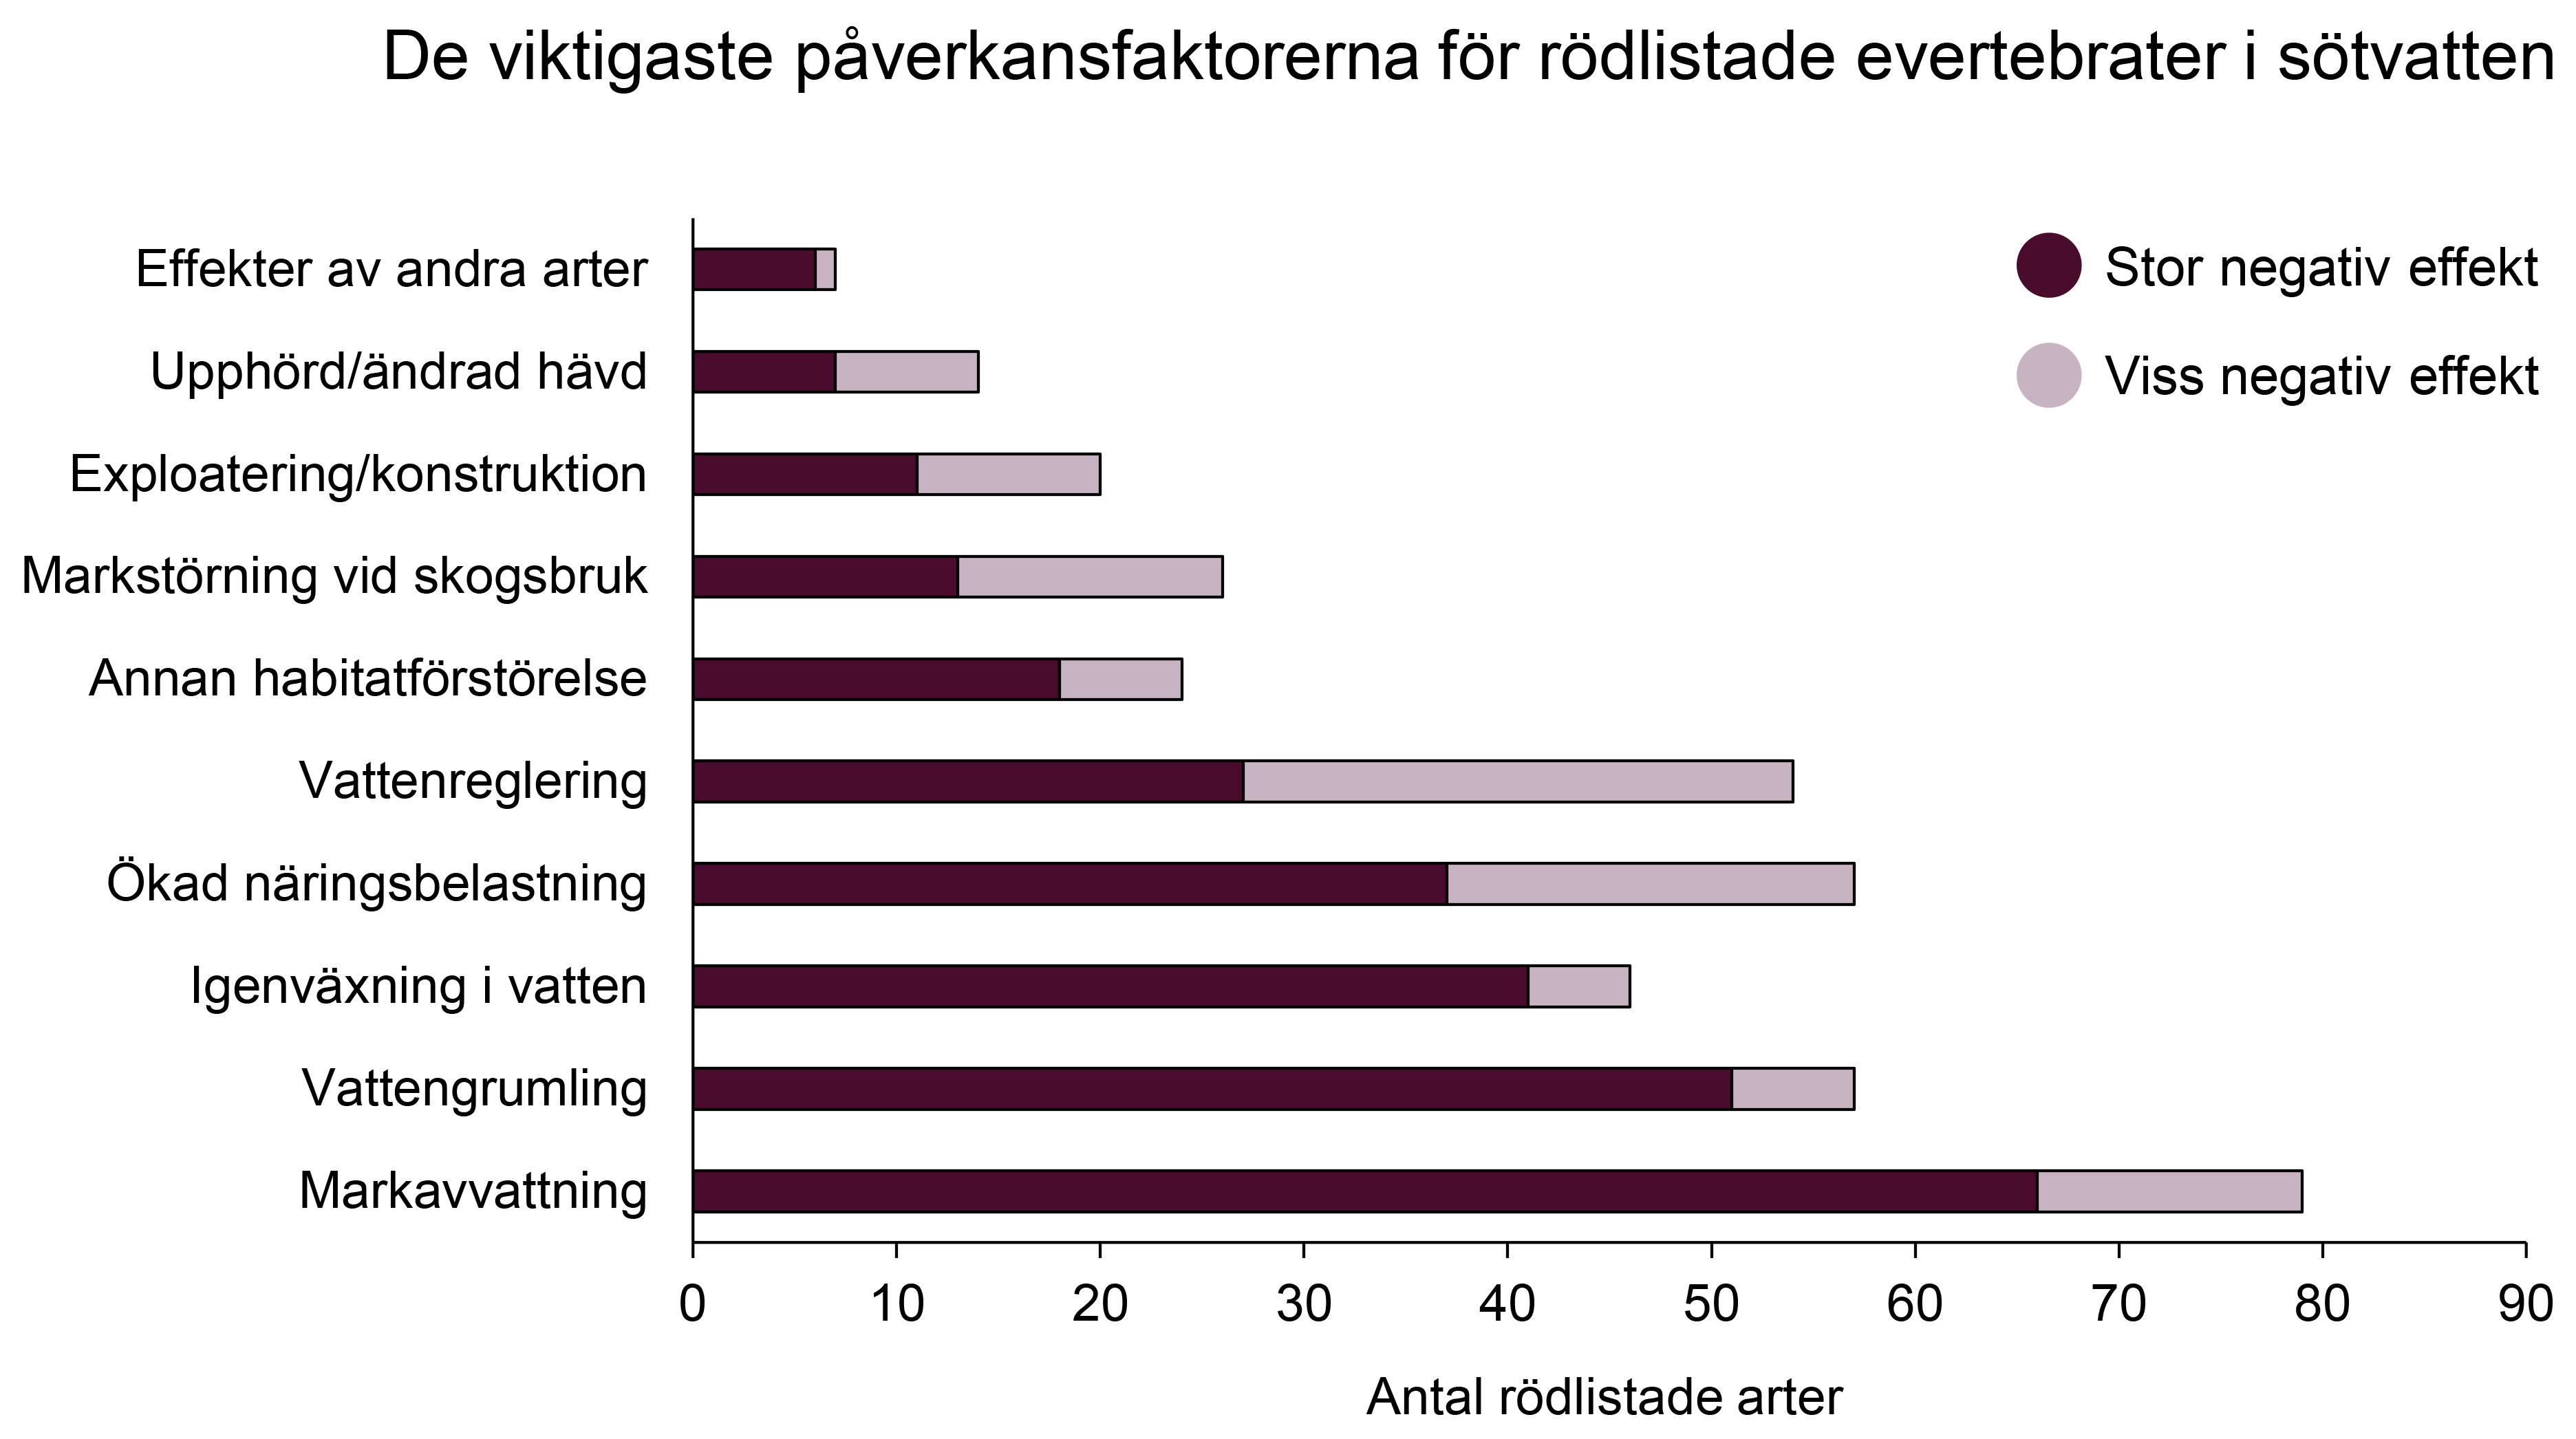 De viktigaste påverkansfaktorerna för rödlistade evertebrater i sötvatten
Stor negativ effekt
Viss negativ effekt
Effekter av andra arter
Upphörd/ändrad hävd
Exploatering/konstruktion
Markstörning vid skogsbruk
Annan habitatförstörelse
Vattenreglering
Ökad näringsbelastning
Igenväxning i vatten
Vattengrumling
Markavvattning
0 10 20 30 40 50 60 70 80 90
Antal rödlistade arter